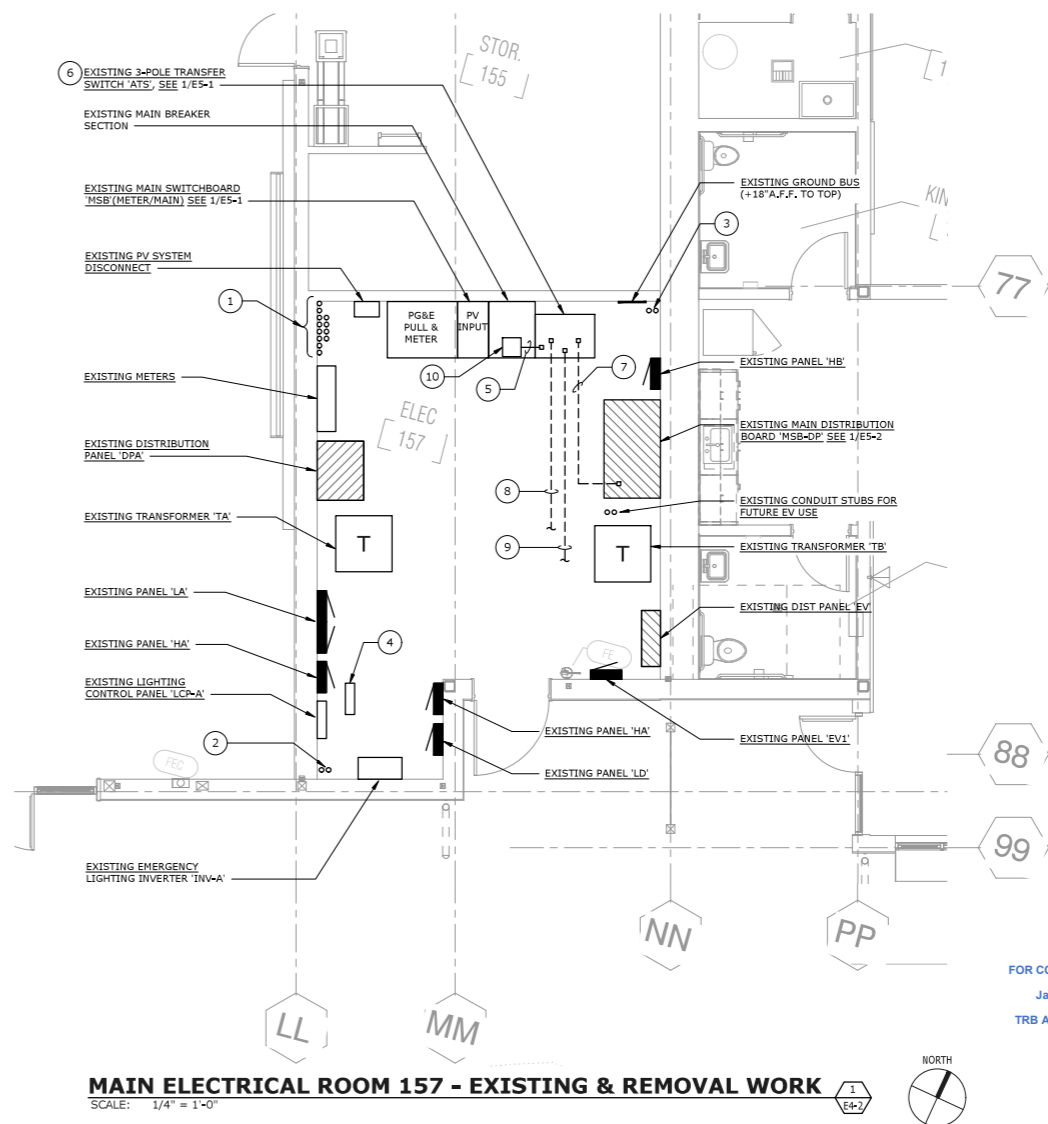 STOR.
155
6
EXISTING 3-POLE TRANSFER
SWITCH 'ATS', SEE 1/E5-1
EXISTING MAIN BREAKER
SECTION
EXISTING MAIN SWITCHBOARD
'MSB'(METER/MAIN) SEE 1/E5-1
EXISTING PV SYSTEM
DISCONNECT
1
EXISTING METERS
EXISTING DISTRIBUTION
PANEL 'DPA'
EXISTING TRANSFORMER 'TA'
EXISTING PANEL 'LA'
EXISTING PANEL 'HA'
EXISTING LIGHTING
CONTROL PANEL 'LCP-A'
2
FEC
EXISTING EMERGENCY
LIGHTING INVERTER 'INV-A'
PG&E
PULL &
METER
PV
INPUT
10
5
7
ELEC
157
8
9
T
T
4
FE
EXISTING GROUND BUS
(+18"A.F.F. TO TOP)
3
KIN
EXISTING PANEL 'HB'
EXISTING MAIN DISTRIBUTION
BOARD 'MSB-DP' SEE 1/E5-2
EXISTING CONDUIT STUBS FOR
FUTURE EV USE
EXISTING TRANSFORMER 'TB'
EXISTING DIST PANEL 'EV'
EXISTING PANEL 'HA'
EXISTING PANEL 'LD'
EXISTING PANEL 'EV1'
77
88
99
LL
MM
NN
PP
FOR CO
Ja
TRB A
MAIN ELECTRICAL ROOM 157 - EXISTING & REMOVAL WORK
1
E4-2
SCALE: 1/4" = 1'-0"
NORTH